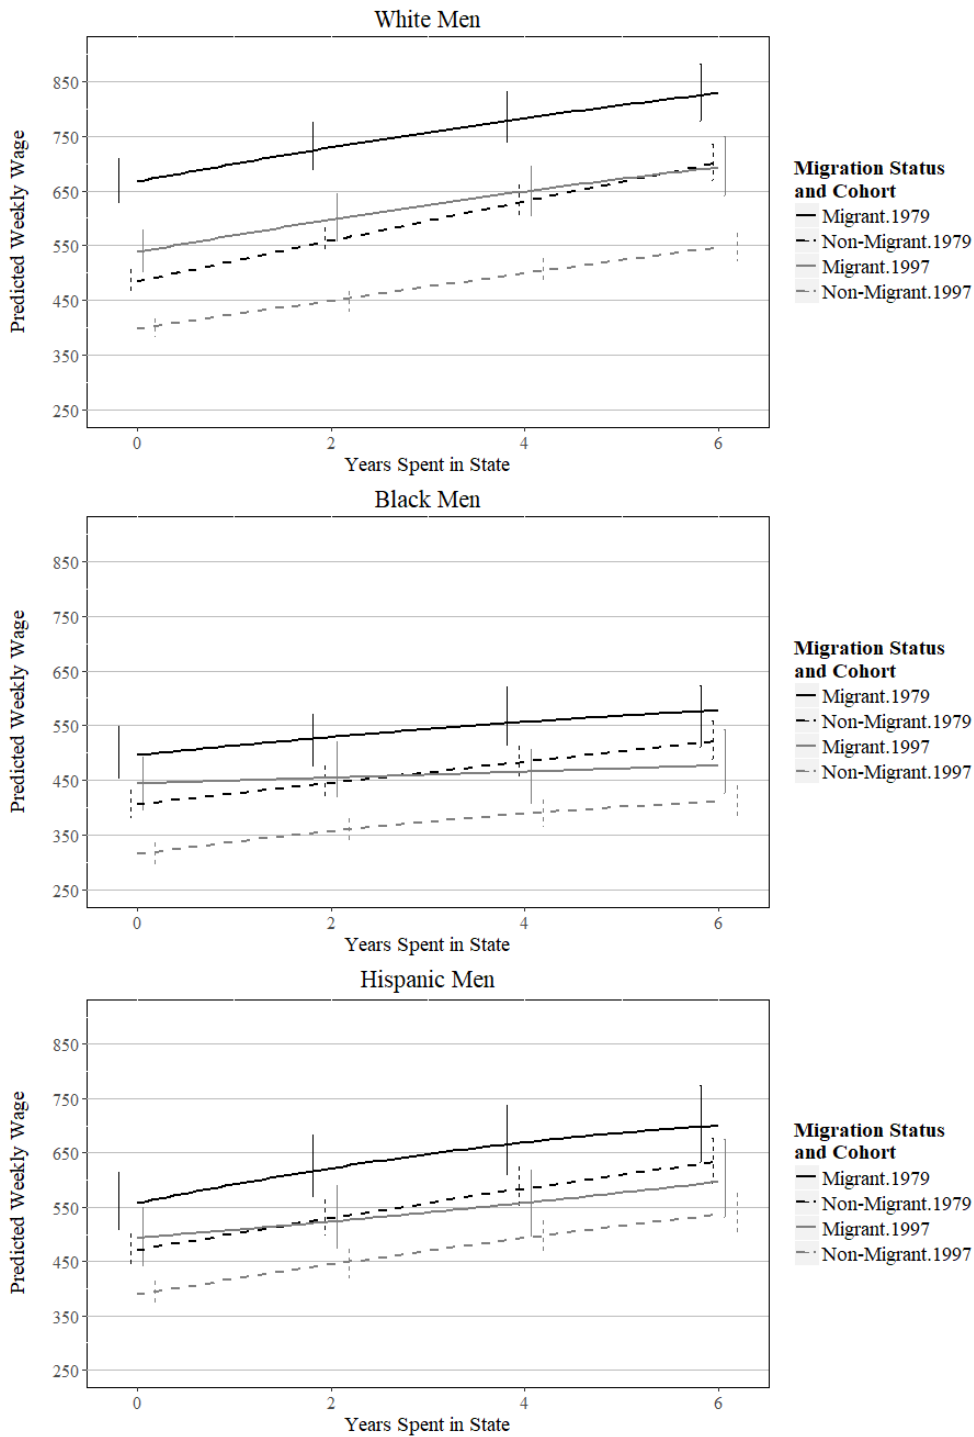 White Men
850
750
650
550
450
350
250
Predicted Weekly Wage
0 2 4 6
Years Spent in State
Migration Status
and Cohort
Migrant.1979
Non-Migrant.1979
Migrant.1997
Non-Migrant.1997
Black Men
850
750
650
550
450
350
250
Predicted Weekly Wage
0 2 4 6
Years Spent in State
Migration Status
and Cohort
Migrant.1979
Non-Migrant.1979
Migrant.1997
Non-Migrant.1997
Hispanic Men
850
750
650
550
450
350
250
Predicted Weekly Wage
0 2 4 6
Years Spent in State
Migration Status
and Cohort
Migrant.1979
Non-Migrant.1979
Migrant.1997
Non-Migrant.1997